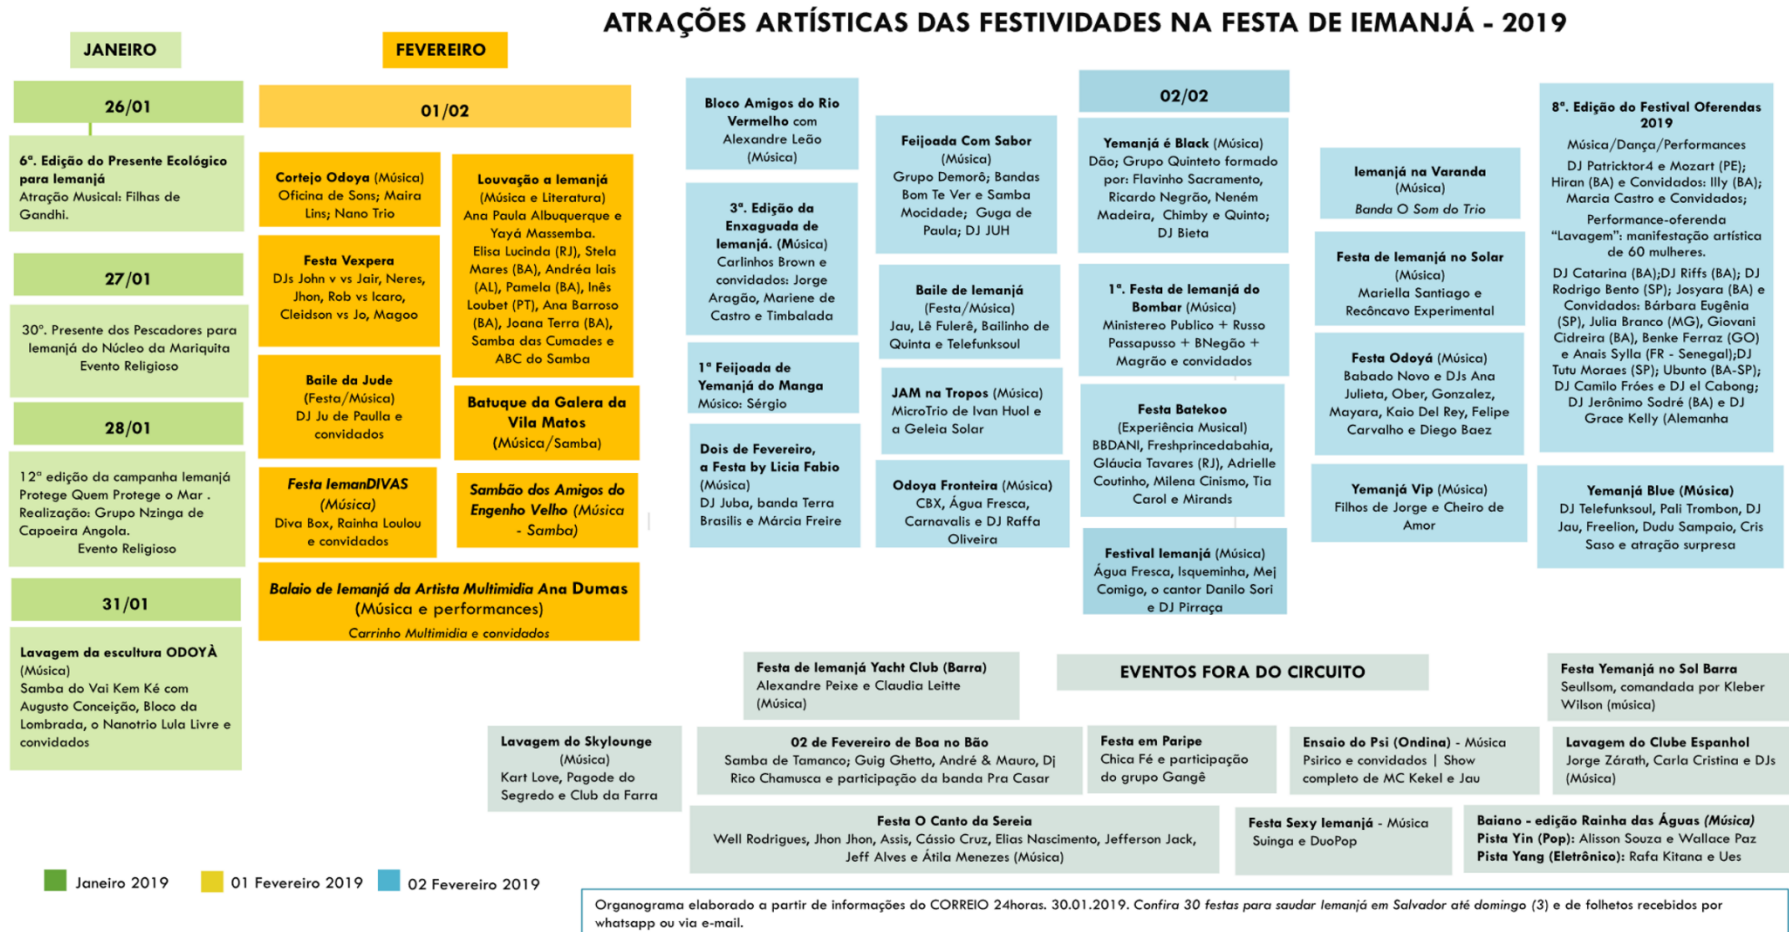 ATRAÇÕES ARTÍSTICAS DAS FESTIVIDADES NA FESTA DE IEMANJÁ - 2019
JANEIRO
26/01
6ª. Edição do Presente Ecológico
para Iemanjá
Atração Musical: Filhas de
Gandhi.
27/01
30ª. Presente dos Pescadores para
Iemanjá do Núcleo da Mariquita
Evento Religioso
28/01
12ª edição da campanha Iemanjá
Protege Quem Protege o Mar .
Realização: Grupo Nzinga de
Capoeira Angola.
Evento Religioso
31/01
Lavagem da escultura ODOYÀ
(Música)
Samba do Vai Kem Ké com
Augusto Conceição, Bloco da
Lombrada, o Nanotrio Lula Livre e
convidados
FEVEREIRO
01/02
Cortejo Odoya (Música)
Oficina de Sons; Maira
Lins; Nano Trio
Festa Vexpera
DJs John v vs Jair, Neres,
Jhon, Rob vs Icaro,
Cleidson vs Jo, Magoo
Baile da Jude
(Festa/Música)
DJ Ju de Paulla e
convidados
Festa IemanDIVAS
(Música)
Diva Box, Rainha Loulou
e convidados
Louvação a Iemanjá
(Música e Literatura)
Ana Paula Albuquerque e
Yayá Massemba.
Elisa Lucinda (RJ), Stela
Mares (BA), Andréa Iais
(AL), Pamela (BA), Inês
Loubet (PT), Ana Barroso
(BA), Joana Terra (BA),
Samba das Cumades e
ABC do Samba
Batuque da Galera da
Vila Matos
(Música/Samba)
Sambão dos Amigos do
Engenho Velho (Música
- Samba)
Balaio de Iemanjá da Artista Multimidia Ana Dumas
(Música e performances)
Carrinho Multimidia e convidados
02/02
Bloco Amigos do Rio
Vermelho com
Alexandre Leão
(Música)
3ª. Edição da
Enxaguada de
Iemanjá. (Música)
Carlinhos Brown e
convidados: Jorge
Aragão, Mariene de
Castro e Timbalada
1ª Feijoada de
Yemanjá do Manga
Músico: Sérgio
Dois de Fevereiro,
a Festa by Licia Fabio
(Música)
DJ Juba, banda Terra
Brasilis e Márcia Freire
Feijoada Com Sabor
(Música)
Grupo Demorô; Bandas
Bom Te Ver e Samba
Mocidade; Guga de
Paula; DJ JUH
Baile de Iemanjá
(Festa/Música)
Jau, Lê Fulerê, Bailinho de
Quinta e Telefunksoul
JAM na Tropos (Música)
MicroTrio de Ivan Huol e
a Geleia Solar
Odoya Fronteira (Música)
CBX, Água Fresca,
Carnavalis e DJ Raffa
Oliveira
Yemanjá é Black (Música)
Dão; Grupo Quinteto formado
por: Flavinho Sacramento,
Ricardo Negrão, Neném
Madeira, Chimby e Quinto;
DJ Bieta
1ª. Festa de Iemanjá do
Bombar (Música)
Ministereo Publico + Russo
Passapusso + BNegão +
Magrão e convidados
Festa Batekoo
(Experiência Musical)
BBDANI, Freshprincedabahia,
Gláucia Tavares (RJ), Adrielle
Coutinho, Milena Cinismo, Tia
Carol e Mirands
Festival Iemanjá (Música)
Água Fresca, Isqueminha, Mej
Comigo, o cantor Danilo Sori
e DJ Pirraça
Iemanjá na Varanda
(Música)
Banda O Som do Trio
Festa de Iemanjá no Solar
(Música)
Mariella Santiago e
Recôncavo Experimental
Festa Odoyá (Música)
Babado Novo e DJs Ana
Julieta, Ober, Gonzalez,
Mayara, Kaio Del Rey, Felipe
Carvalho e Diego Baez
Yemanjá Vip (Música)
Filhos de Jorge e Cheiro de
Amor
8ª. Edição do Festival Oferendas
2019
Música/Dança/Performances
DJ Patricktor4 e Mozart (PE);
Hiran (BA) e Convidados: Illy (BA);
Marcia Castro e Convidados;
Performance-oferenda
"Lavagem": manifestação artística
de 60 mulheres.
DJ Catarina (BA);DJ Riffs (BA); DJ
Rodrigo Bento (SP); Josyara (BA) e
Convidados: Bárbara Eugênia
(SP), Julia Branco (MG), Giovani
Cidreira (BA), Benke Ferraz (GO)
e Anais Sylla (FR - Senegal);DJ
Tutu Moraes (SP); Ubunto (BA-SP);
DJ Camilo Fróes e DJ el Cabong;
DJ Jerônimo Sodré (BA) e DJ
Grace Kelly (Alemanha
Yemanjá Blue (Música)
DJ Telefunksoul, Pali Trombon, DJ
Jau, Freelion, Dudu Sampaio, Cris
Saso e atração surpresa
EVENTOS FORA DO CIRCUITO
Festa de Iemanjá Yacht Club (Barra)
Alexandre Peixe e Claudia Leitte
(Música)
Festa Yemanjá no Sol Barra
Seullsom, comandada por Kleber
Wilson (música)
Lavagem do Skylounge
(Música)
Kart Love, Pagode do
Segredo e Club da Farra
02 de Fevereiro de Boa no Bão
Samba de Tamanco; Guig Ghetto, André & Mauro, Dj
Rico Chamusca e participação da banda Pra Casar
Festa em Paripe
Chica Fé e participação
do grupo Gangê
Ensaio do Psi (Ondina) - Música
Psirico e convidados | Show
completo de MC Kekel e Jau
Lavagem do Clube Espanhol
Jorge Zárath, Carla Cristina e DJs
(Música)
Festa O Canto da Sereia
Well Rodrigues, Jhon Jhon, Assis, Cássio Cruz, Elias Nascimento, Jefferson Jack,
Jeff Alves e Átila Menezes (Música)
Festa Sexy Iemanjá - Música
Suinga e DuoPop
Baiano - edição Rainha das Águas (Música)
Pista Yin (Pop): Alisson Souza e Wallace Paz
Pista Yang (Eletrônico): Rafa Kitana e Ues
Janeiro 2019
01 Fevereiro 2019
02 Fevereiro 2019
Organograma elaborado a partir de informações do CORREIO 24horas. 30.01.2019. Confira 30 festas para saudar Iemanjá em Salvador até domingo (3) e de folhetos recebidos por
whatsapp ou via e-mail.